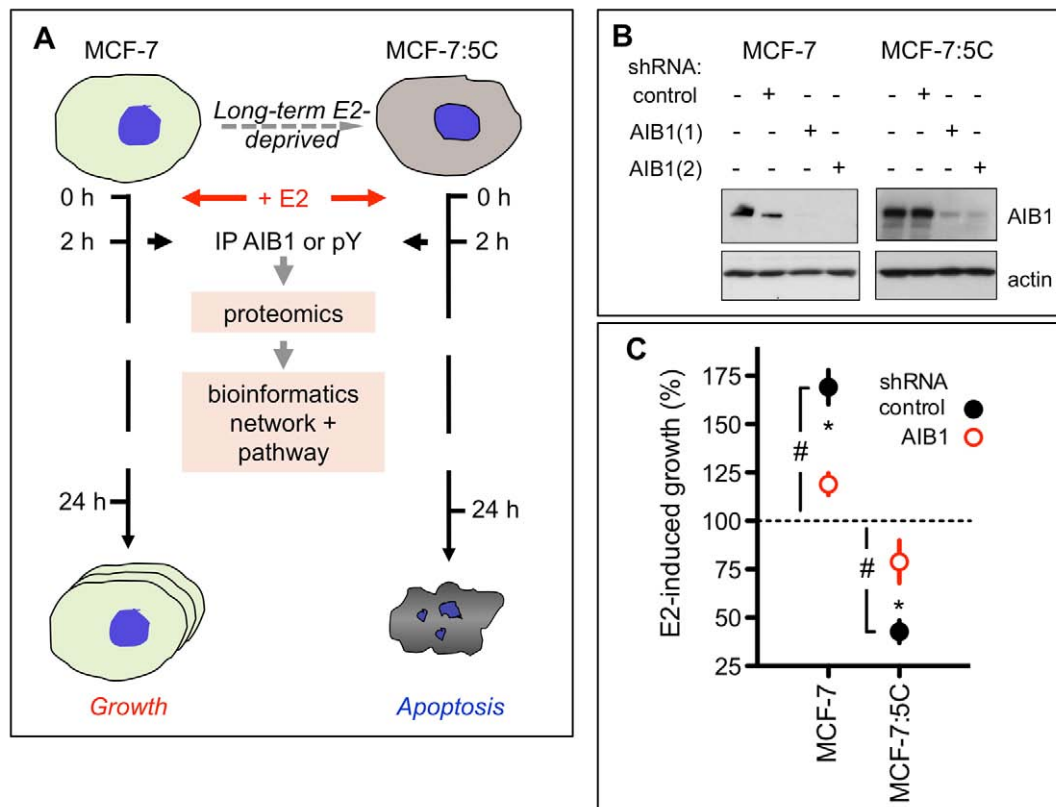 A
MCF-7
MCF-7:5C
Long-term E2-
deprived
0 h
+ E2
0 h
2 h
IP AIB1 or pY
2 h
proteomics
bioinformatics
network +
pathway
24 h
24 h
Growth
Apoptosis
B
MCF-7
MCF-7:5C
shRNA:
control - + - - - + - -
AIB1(1) - - + - - - + -
AIB1(2) - - - + - - - +
AIB1
actin
C
E2-induced growth (%)
175
150
125
100
75
50
25
shRNA
control
AIB1
#
*
#
*
MCF-7
MCF-7:5C